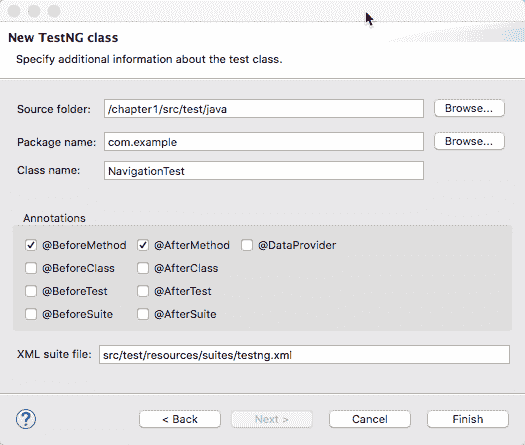 New TestNG class
Specify additional information about the test class.
Source folder: /chapter1/src/test/java Browse...
Package name: com.example Browse...
Class name: NavigationTest
Annotations
@BeforeMethod @AfterMethod @DataProvider
@BeforeClass @AfterClass
@BeforeTest @AfterTest
@BeforeSuite @AfterSuite
XML suite file: src/test/resources/suites/testng.xml
? < Back Next > Cancel Finish